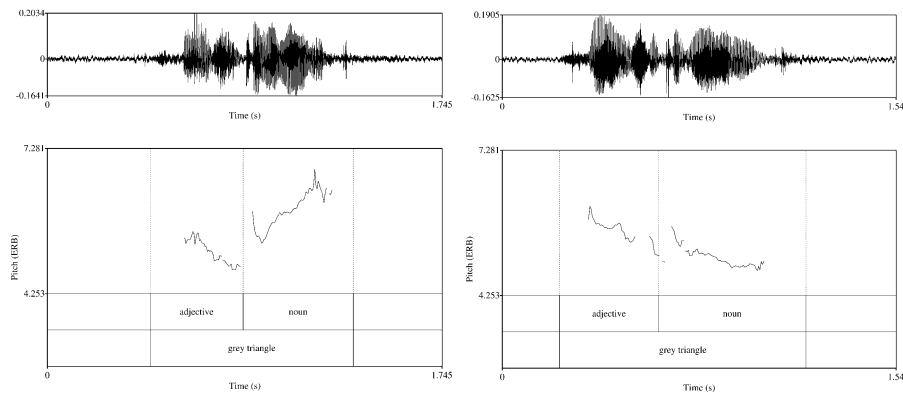 0.2034
0
-0.1641
0
1.745
Time (s)
7.281
Pitch (ERB)
4.253
adjective
noun
grey triangle
0
1.745
Time (s)
0.1905
0
-0.1625
0
1.54
Time (s)
7.281
Pitch (ERB)
4.253
adjective
noun
grey triangle
0
1.54
Time (s)